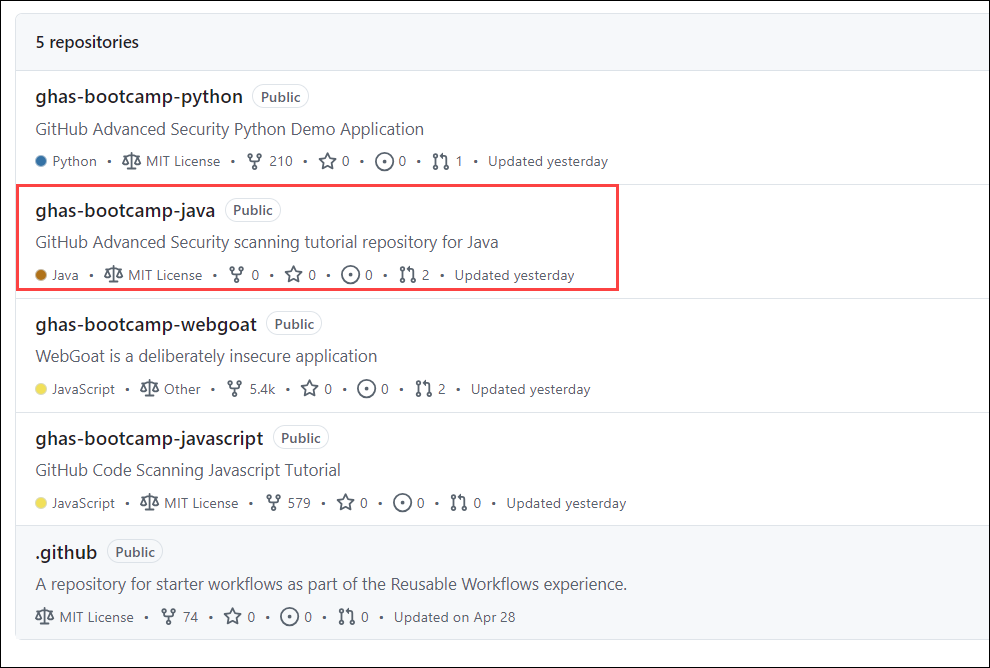 5 repositories
ghas-bootcamp-python Public
GitHub Advanced Security Python Demo Application
Python • MIT License • 210 • 0 • 0 • 1 • Updated yesterday
ghas-bootcamp-java Public
GitHub Advanced Security scanning tutorial repository for Java
Java • MIT License • 0 • 0 • 0 • 2 • Updated yesterday
ghas-bootcamp-webgoat Public
WebGoat is a deliberately insecure application
JavaScript • Other • 5.4k • 0 • 0 • 2 • Updated yesterday
ghas-bootcamp-javascript Public
GitHub Code Scanning Javascript Tutorial
JavaScript • MIT License • 579 • 0 • 0 • 0 • Updated yesterday
.github Public
A repository for starter workflows as part of the Reusable Workflows experience.
MIT License • 74 • 0 • 0 • 0 • Updated on Apr 28